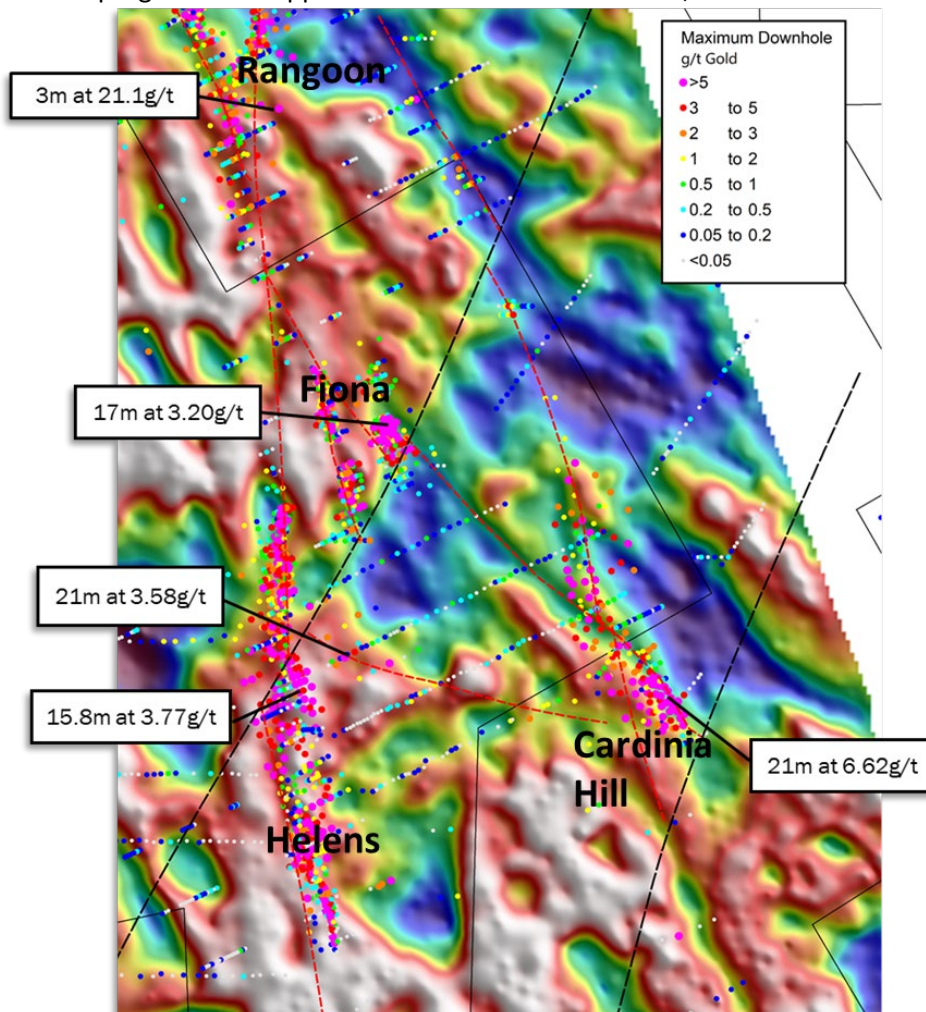 Maximum Downhole
g/t Gold
>5
3 to 5
2 to 3
1 to 2
0.5 to 1
0.2 to 0.5
0.05 to 0.2
<0.05
Rangoon
3m at 21.1g/t
Fiona
17m at 3.20g/t
21m at 3.58g/t
15.8m at 3.77g/t
Cardinia
Hill
21m at 6.62g/t
Helens